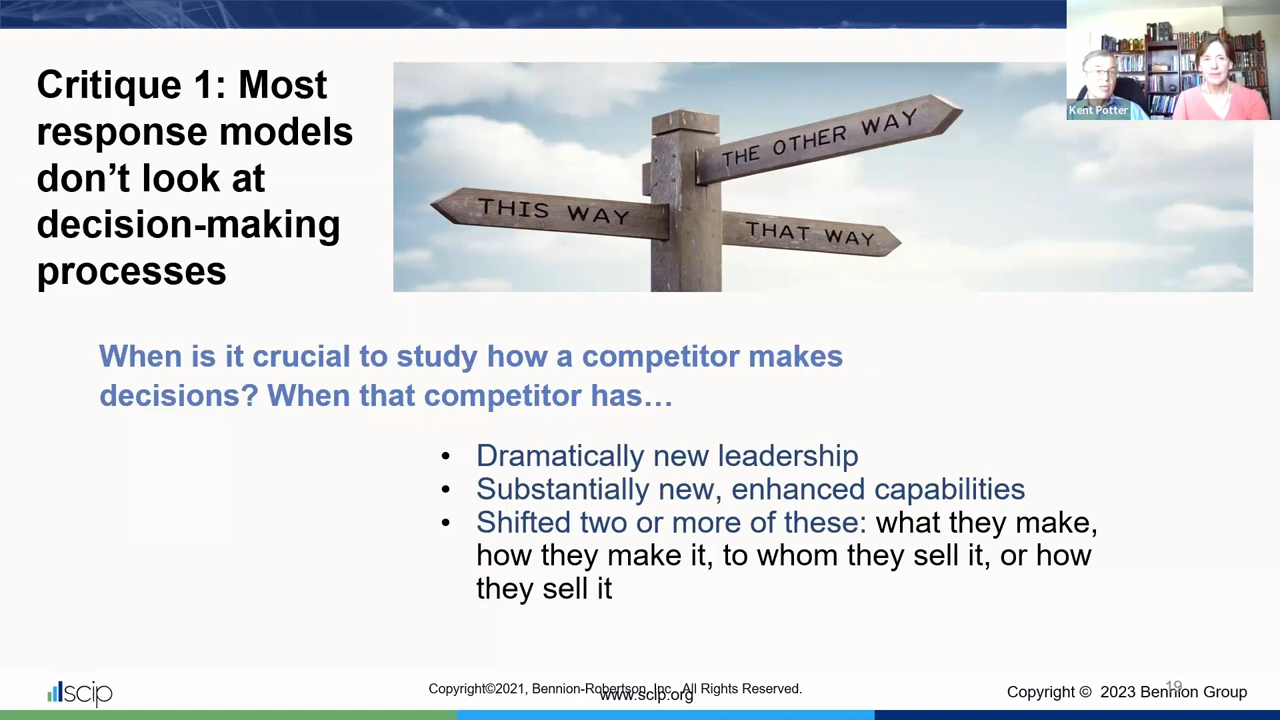 Kent Potter
Critique 1: Most
response models
don’t look at
decision-making
processes
THE OTHER WAY
THIS WAY
THAT WAY
When is it crucial to study how a competitor makes
decisions? When that competitor has…
• Dramatically new leadership
• Substantially new, enhanced capabilities
• Shifted two or more of these: what they make,
how they make it, to whom they sell it, or how
they sell it
scip
Copyright©2021, Bennion-Robertson, Inc. All Rights Reserved.
www.scip.org
19
Copyright © 2023 Bennion Group